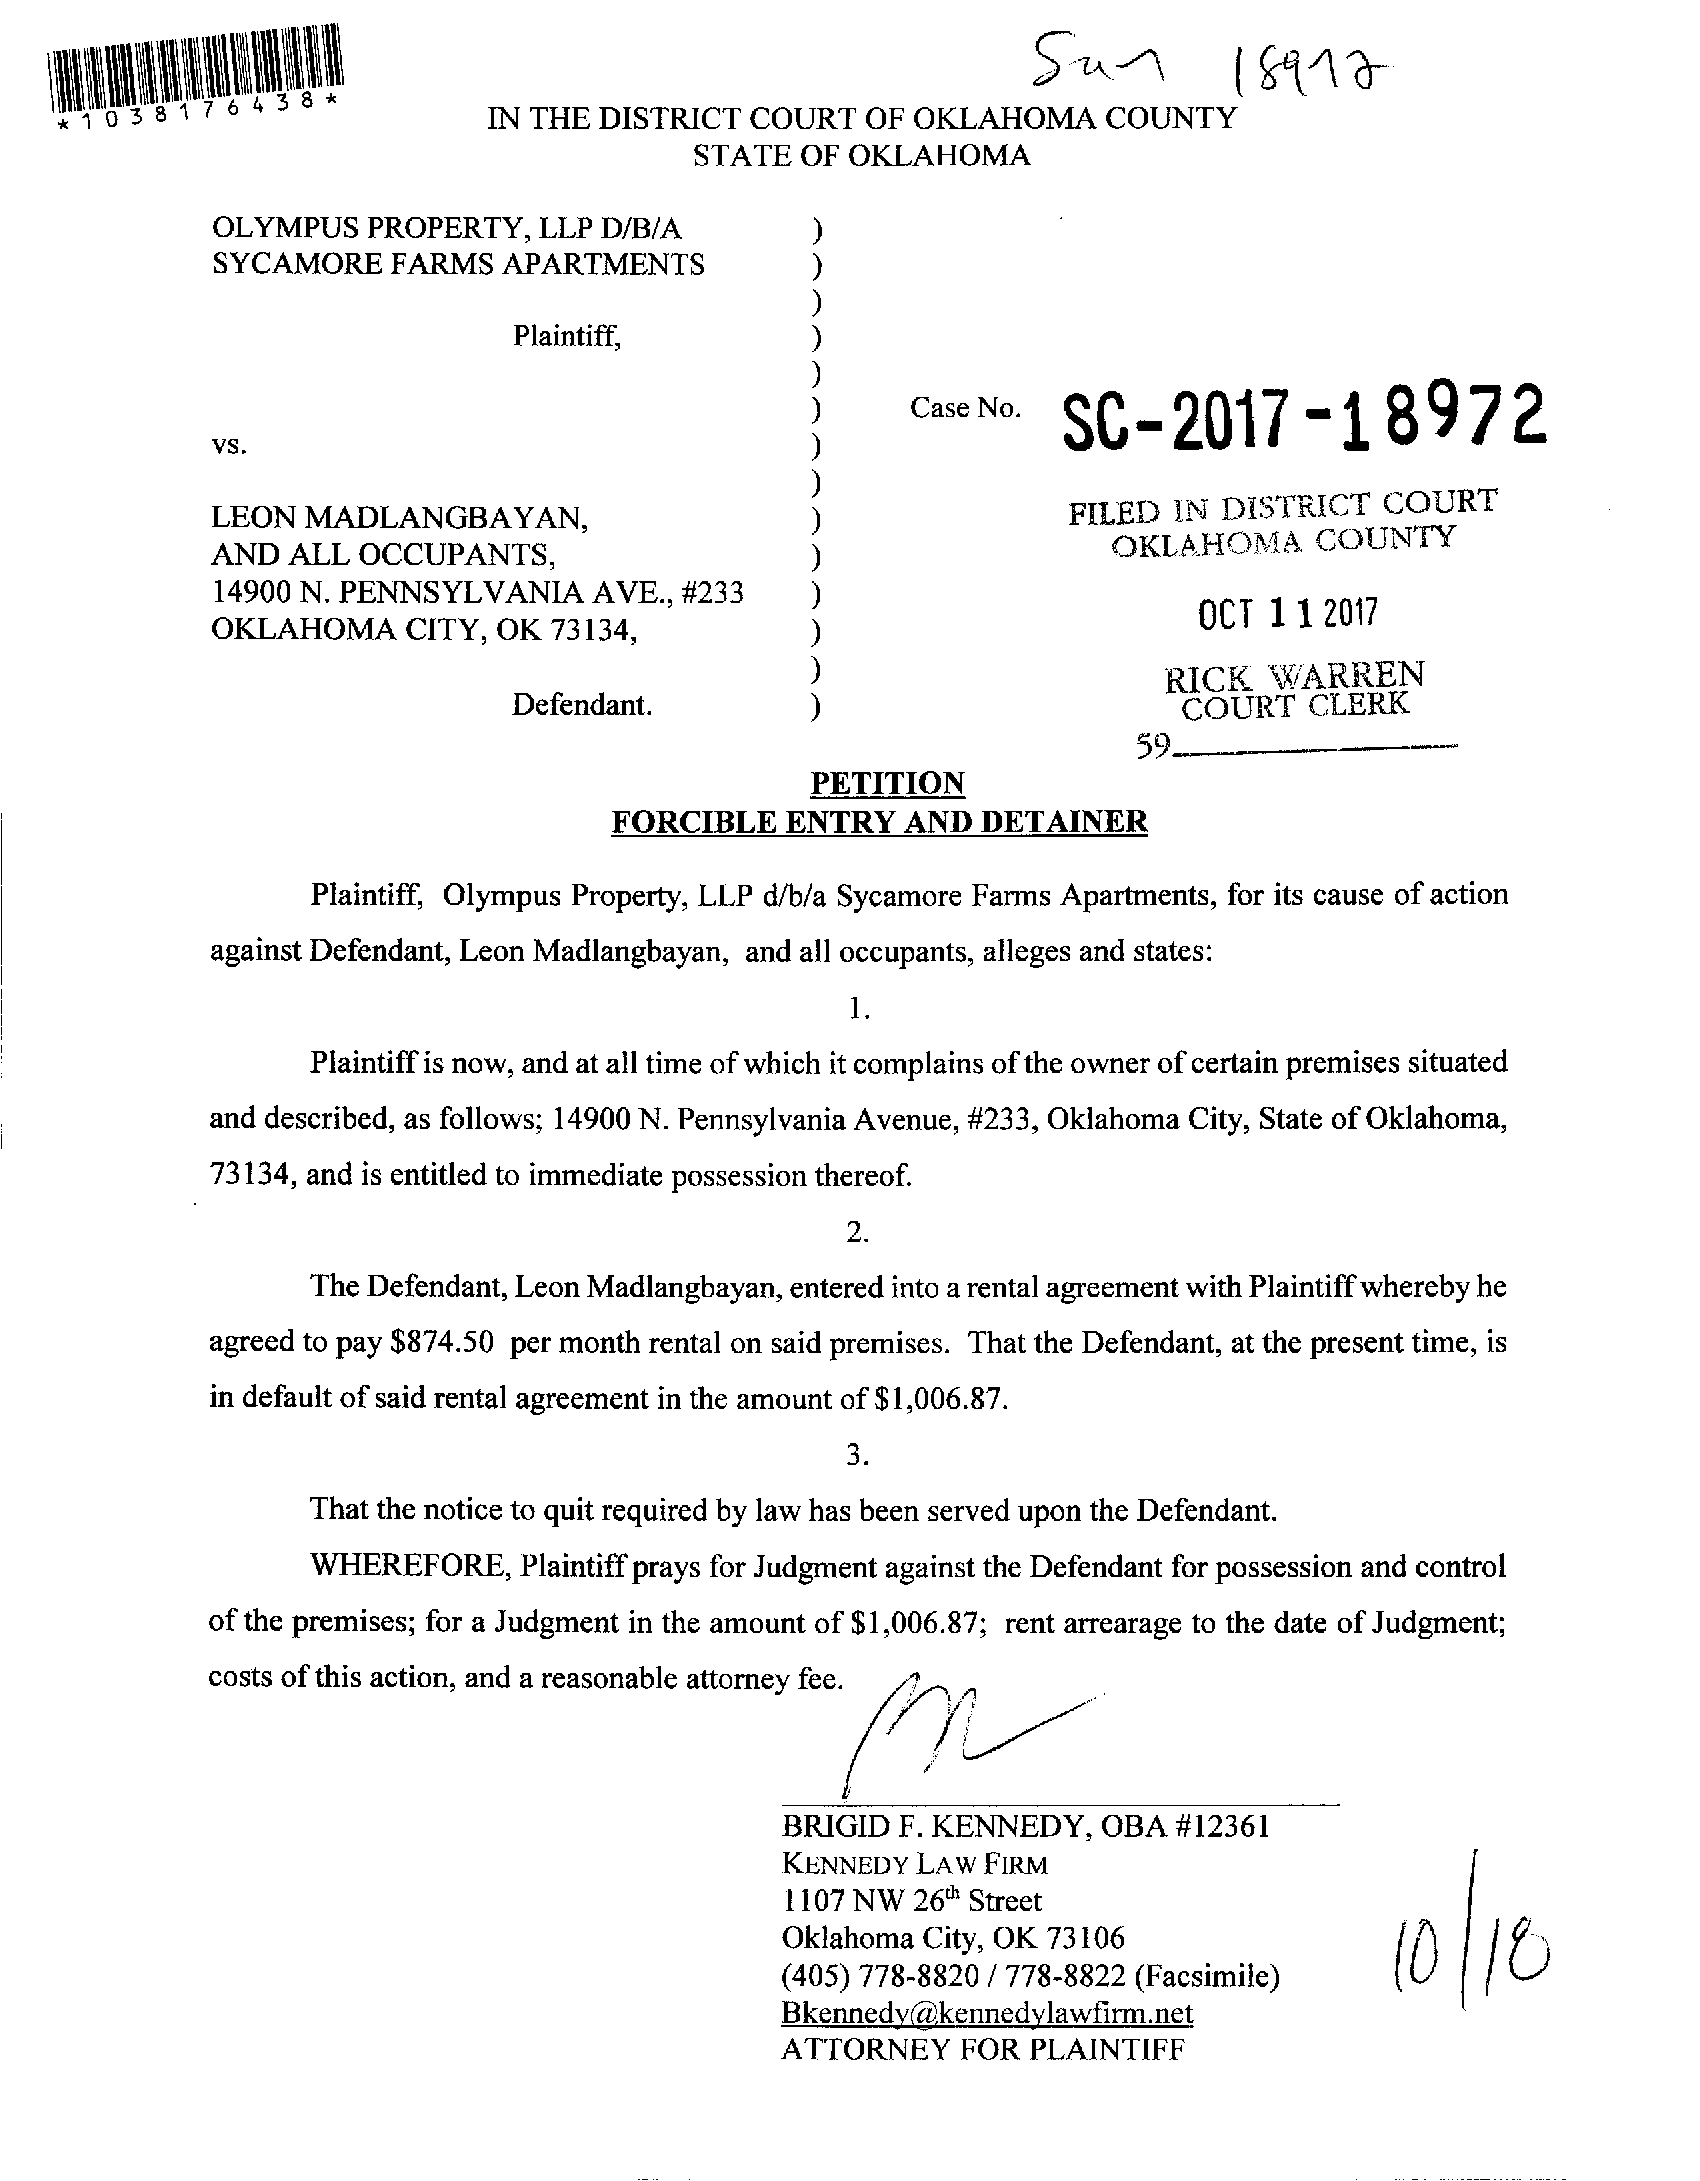 *1038176438*
18972
IN THE DISTRICT COURT OF OKLAHOMA COUNTY
STATE OF OKLAHOMA
OLYMPUS PROPERTY, LLP D/B/A )
SYCAMORE FARMS APARTMENTS )
)
Plaintiff, )
)
) Case No. SC-2017-18972
vs. )
)
LEON MADLANGBAYAN, ) FILED IN DISTRICT COURT
AND ALL OCCUPANTS, ) OKLAHOMA COUNTY
14900 N. PENNSYLVANIA AVE., #233 ) OCT 11 2017
OKLAHOMA CITY, OK 73134, )
) RICK WARREN
Defendant. ) COURT CLERK
59
PETITION
FORCIBLE ENTRY AND DETAINER
Plaintiff, Olympus Property, LLP d/b/a Sycamore Farms Apartments, for its cause of action
against Defendant, Leon Madlangbayan, and all occupants, alleges and states:
1.
Plaintiff is now, and at all time of which it complains of the owner of certain premises situated
and described, as follows; 14900 N. Pennsylvania Avenue, #233, Oklahoma City, State of Oklahoma,
73134, and is entitled to immediate possession thereof.
2.
The Defendant, Leon Madlangbayan, entered into a rental agreement with Plaintiff whereby he
agreed to pay $874.50 per month rental on said premises. That the Defendant, at the present time, is
in default of said rental agreement in the amount of $1,006.87.
3.
That the notice to quit required by law has been served upon the Defendant.
WHEREFORE, Plaintiff prays for Judgment against the Defendant for possession and control
of the premises; for a Judgment in the amount of $1,006.87; rent arrearage to the date of Judgment;
costs of this action, and a reasonable attorney fee.
BRIGID F. KENNEDY, OBA #12361
KENNEDY LAW FIRM
1107 NW 26th Street
Oklahoma City, OK 73106
(405) 778-8820 / 778-8822 (Facsimile)
Bkennedy@kennedylawfirm.net
ATTORNEY FOR PLAINTIFF
10/18